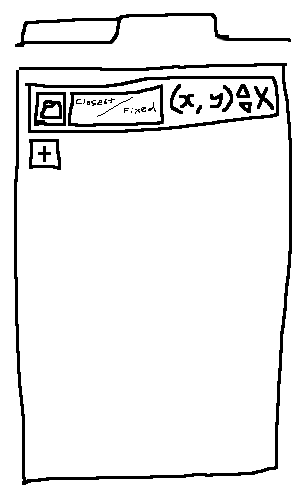 Closest / Fixed (x, y) X
+